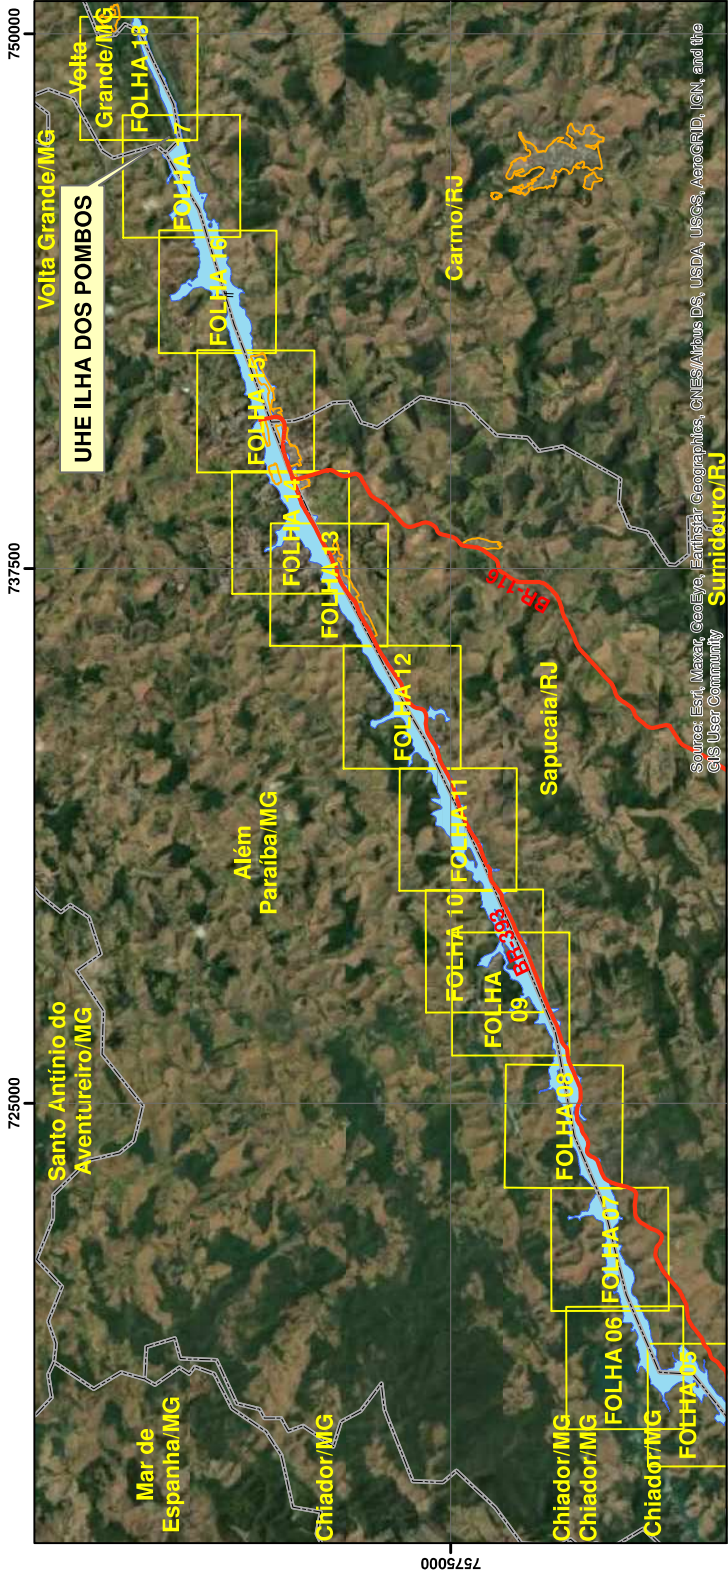 750000
737500
725000
7575000
Volta Grande/MG
Volta
Grande/MG
UHE ILHA DOS POMBOS
FOLHA 18
FOLHA 17
FOLHA 16
FOLHA 15
FOLHA 14
FOLHA 13
FOLHA 12
FOLHA 11
FOLHA 10
FOLHA
09
FOLHA 08
FOLHA 07
FOLHA 06
FOLHA 05
Carmo/RJ
BR-116
BR-393
Sapucaia/RJ
Sumidouro/RJ
Além
Paraíba/MG
Santo Antínio do
Aventureiro/MG
Mar de
Espanha/MG
Chiador/MG
Chiador/MG
Chiador/MG
Chiador/MG
Source: Esri, Maxar, GeoEye, Earthstar Geographics, CNES/Airbus DS, USDA, USGS, AeroGRID, IGN, and the
GIS User Community